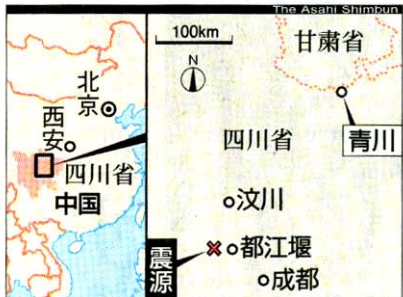 The Asahi Shimbun
北京
西安
四川省
中国
100km
N
甘粛省
青川
四川省
汶川
都江堰
震源
成都